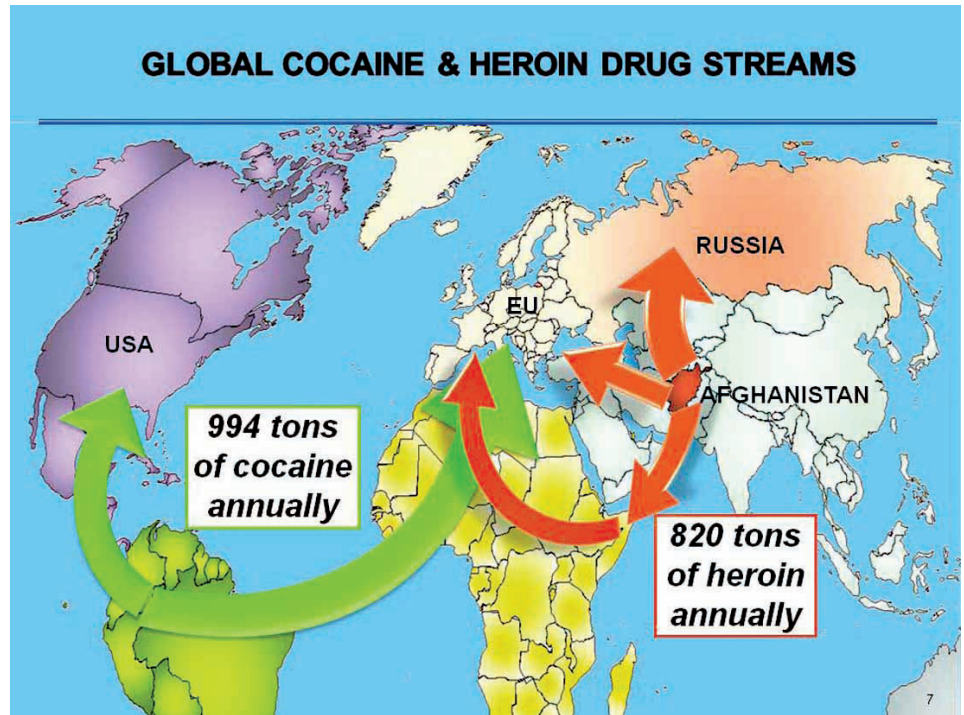 GLOBAL COCAINE & HEROIN DRUG STREAMS
RUSSIA
EU
USA
AFGHANISTAN
994 tons
of cocaine
annually
820 tons
of heroin
annually
7